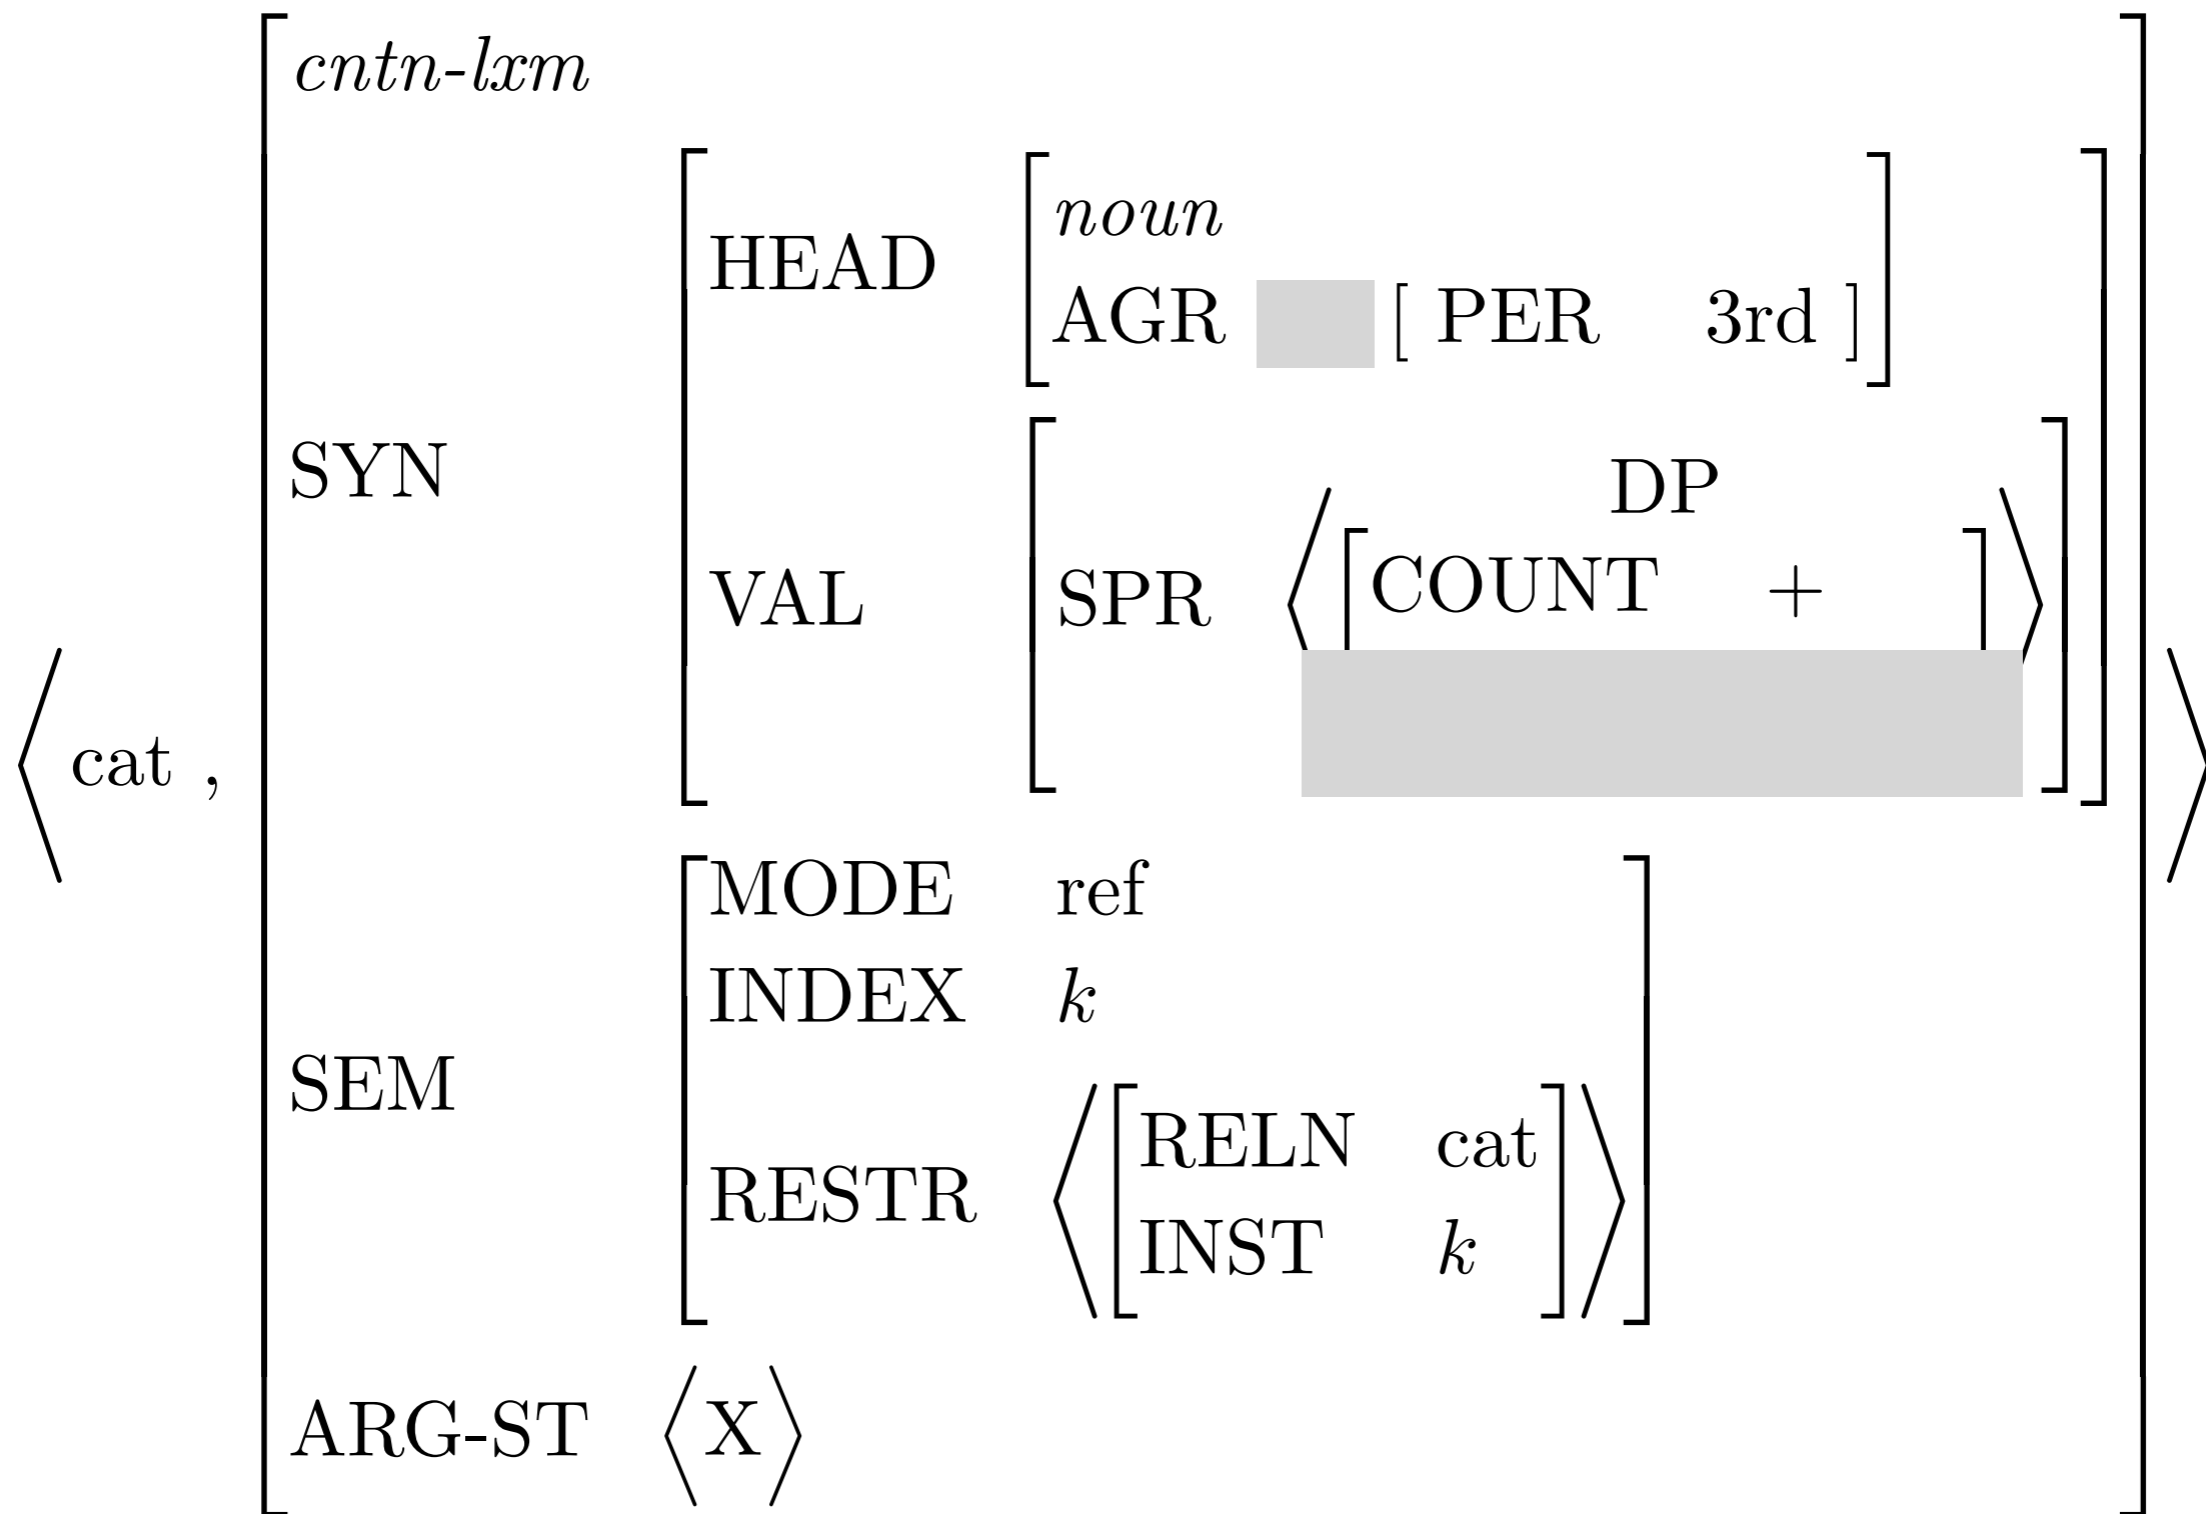 cntn-lxm
HEAD
noun
AGR [ PER 3rd ]
SYN
VAL
SPR
DP
COUNT +
⟨ cat , ⟩
MODE ref
INDEX k
SEM
RESTR
RELN cat
INST k
ARG-ST ⟨X⟩